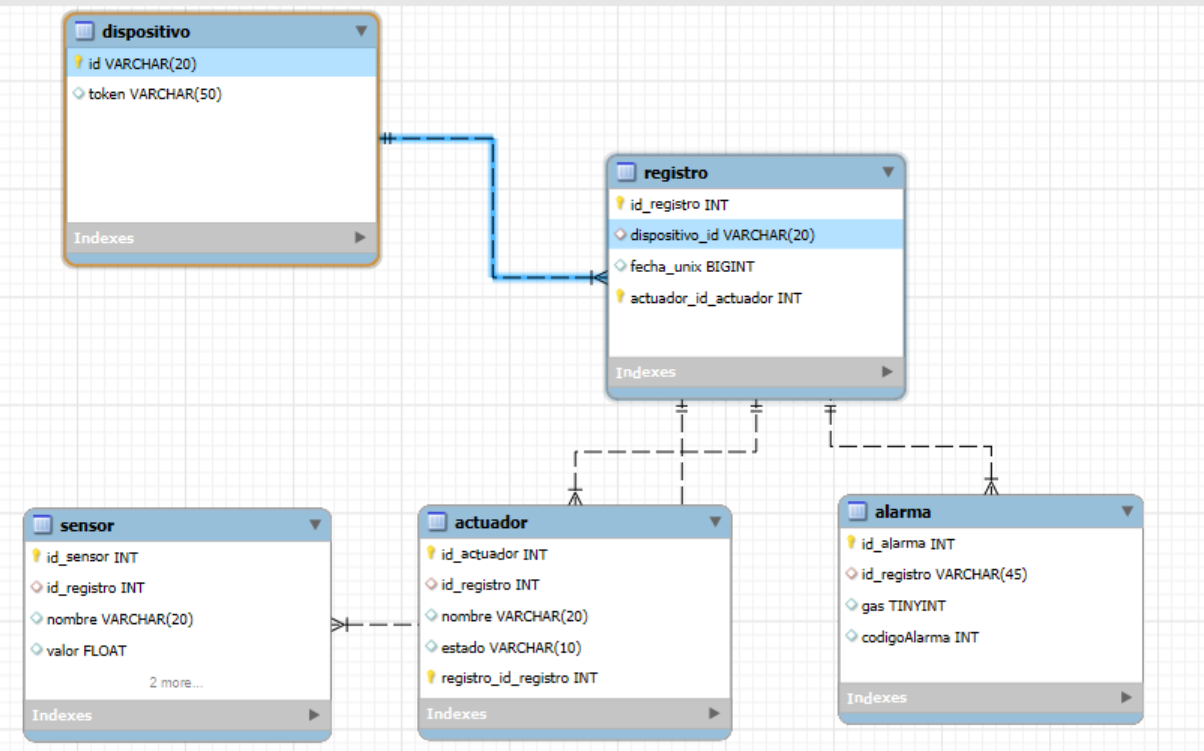 dispositivo
id VARCHAR(20)
token VARCHAR(50)
Indexes
registro
id_registro INT
dispositivo_id VARCHAR(20)
fecha_unix BIGINT
actuador_id_actuador INT
Indexes
sensor
id_sensor INT
id_registro INT
nombre VARCHAR(20)
valor FLOAT
2 more...
Indexes
actuador
id_actuador INT
id_registro INT
nombre VARCHAR(20)
estado VARCHAR(10)
registro_id_registro INT
Indexes
alarma
id_alarma INT
id_registro VARCHAR(45)
gas TINYINT
codigoAlarma INT
Indexes